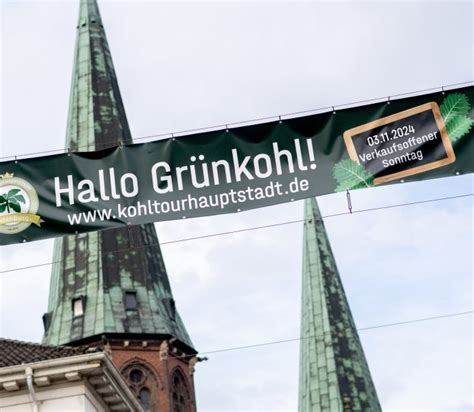 Hallo Grünkohl!
www.kohltourhauptstadt.de
03.11.2024
Verkaufsoffener
Sonntag